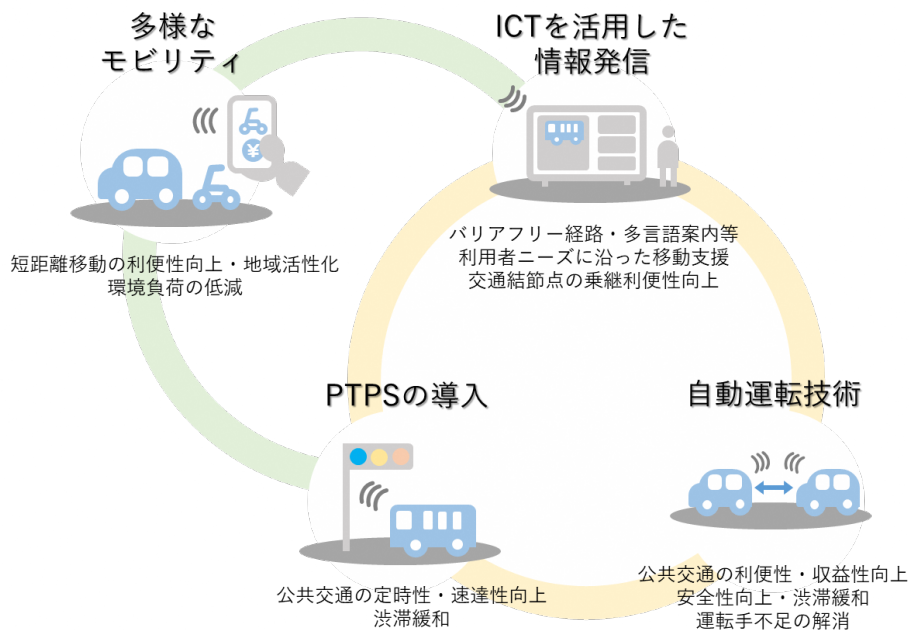 多様な
モビリティ
ICTを活用した
情報発信
¥
短距離移動の利便性向上・地域活性化
環境負荷の低減
バリアフリー経路・多言語案内等
利用者ニーズに沿った移動支援
交通結節点の乗継利便性向上
PTPSの導入
自動運転技術
公共交通の定時性・速達性向上
渋滞緩和
公共交通の利便性・収益性向上
安全性向上・渋滞緩和
運転手不足の解消